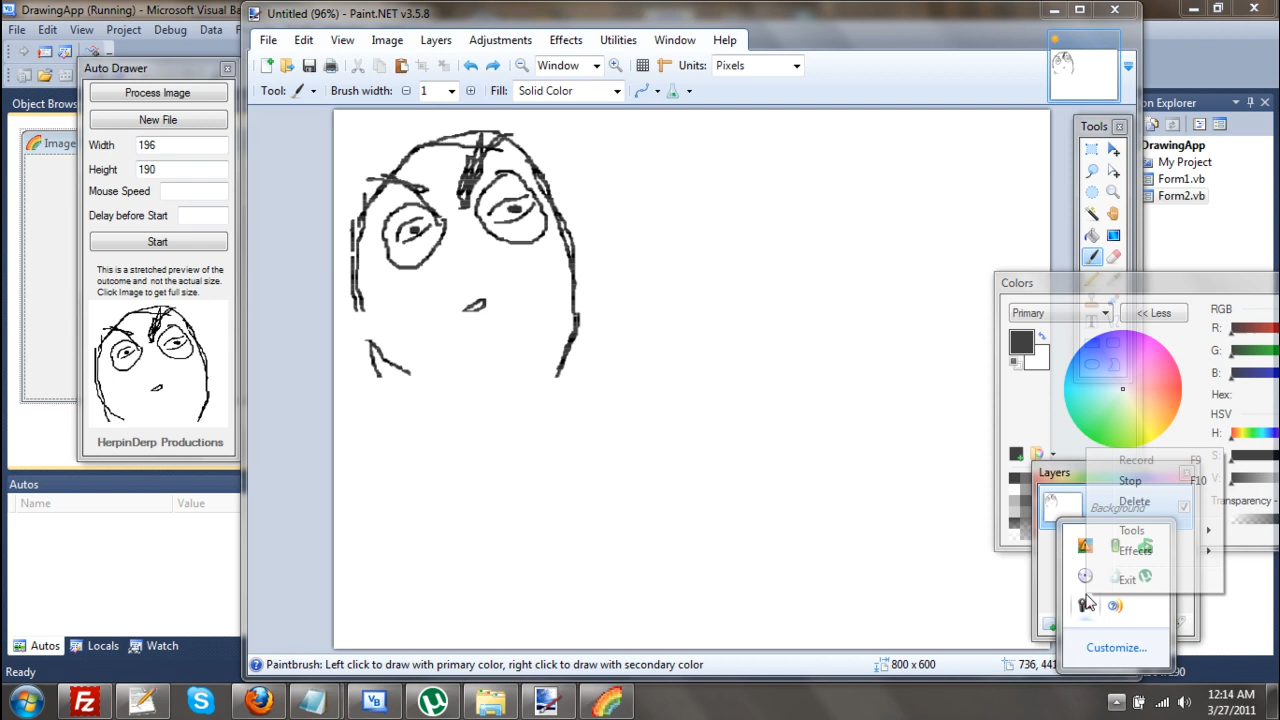 DrawingApp (Running) - Microsoft Visual Ba
Untitled (96%) - Paint.NET v3.5.8
File Edit View Project Debug Data
File Edit View Image Layers Adjustments Effects Utilities Window Help
Window Units: Pixels
Auto Drawer
Tool: Brush width: 1 Fill: Solid Color
Process Image
New File
Object Brows
on Explorer
Width 196
Image
DrawingApp
My Project
Height 190
Form1.vb
Mouse Speed
Form2.vb
Delay before Start
Start
This is a stretched preview of the
outcome and not the actual size.
Click Image to get full size.
HerpinDerp Productions
Tools
Colors
Primary << Less
RGB
R:
G:
B:
Hex:
HSV
H:
S:
V:
Transparency -
Layers
Background
Record F9
Stop F10
Delete
Tools
Effects
Exit
Customize...
Autos
Name Value
Autos Locals Watch
Ready
Paintbrush: Left click to draw with primary color, right click to draw with secondary color
800 x 600
736, 441
12:14 AM
3/27/2011